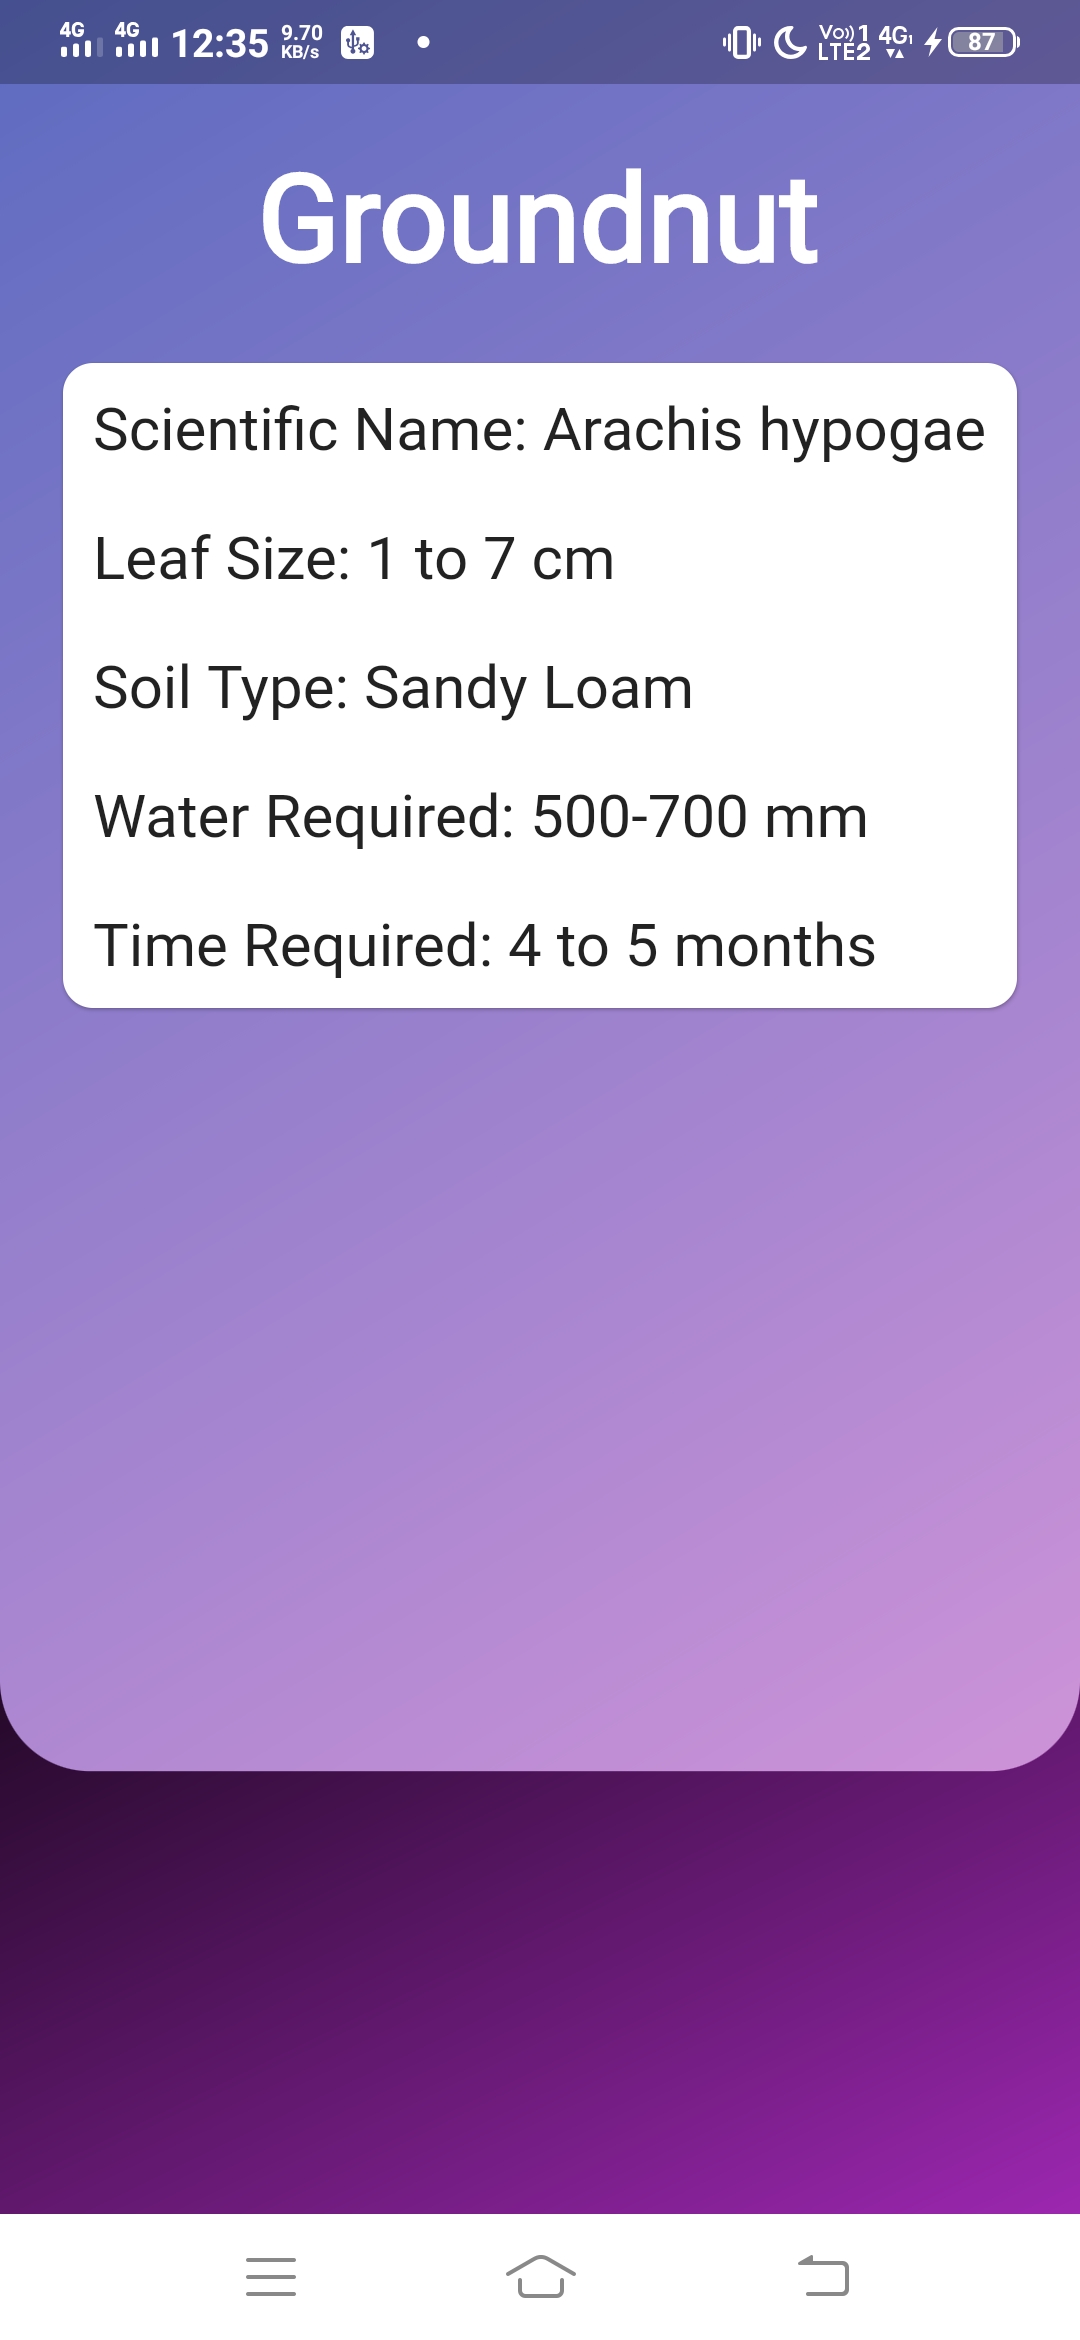 4G 4G 12:35 9.70 KB/s Vo 1 LTE2 4G1 87
Groundnut
Scientific Name: Arachis hypogae
Leaf Size: 1 to 7 cm
Soil Type: Sandy Loam
Water Required: 500-700 mm
Time Required: 4 to 5 months